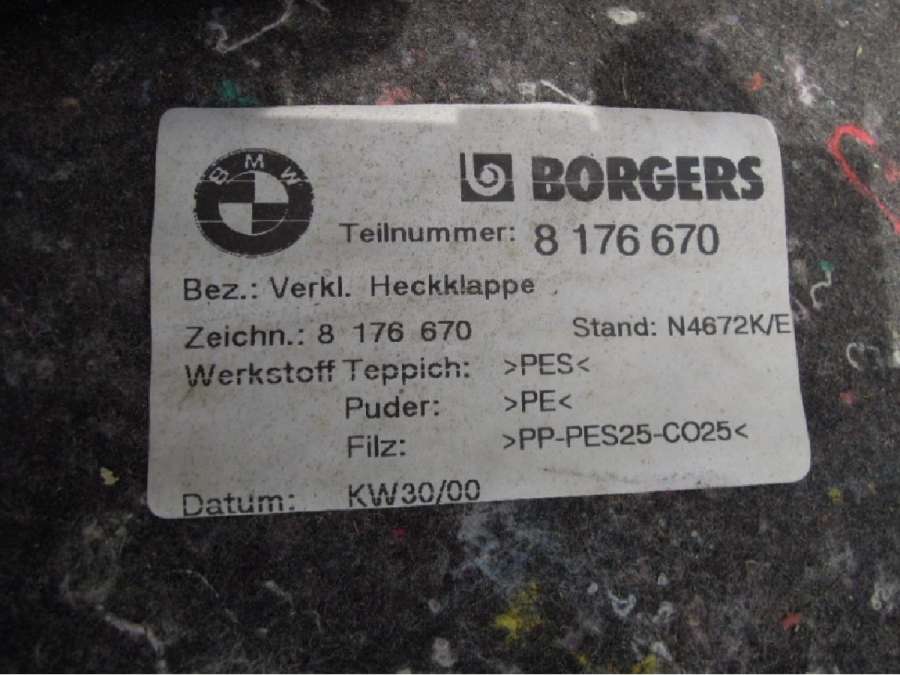 BMW
BORGERS
Teilnummer: 8 176 670
Bez.: Verkl. Heckklappe
Zeichn.: 8 176 670 Stand: N4672K/E
Werkstoff Teppich: >PES<
Puder: >PE<
Filz: >PP-PES25-CO25<
Datum: KW30/00